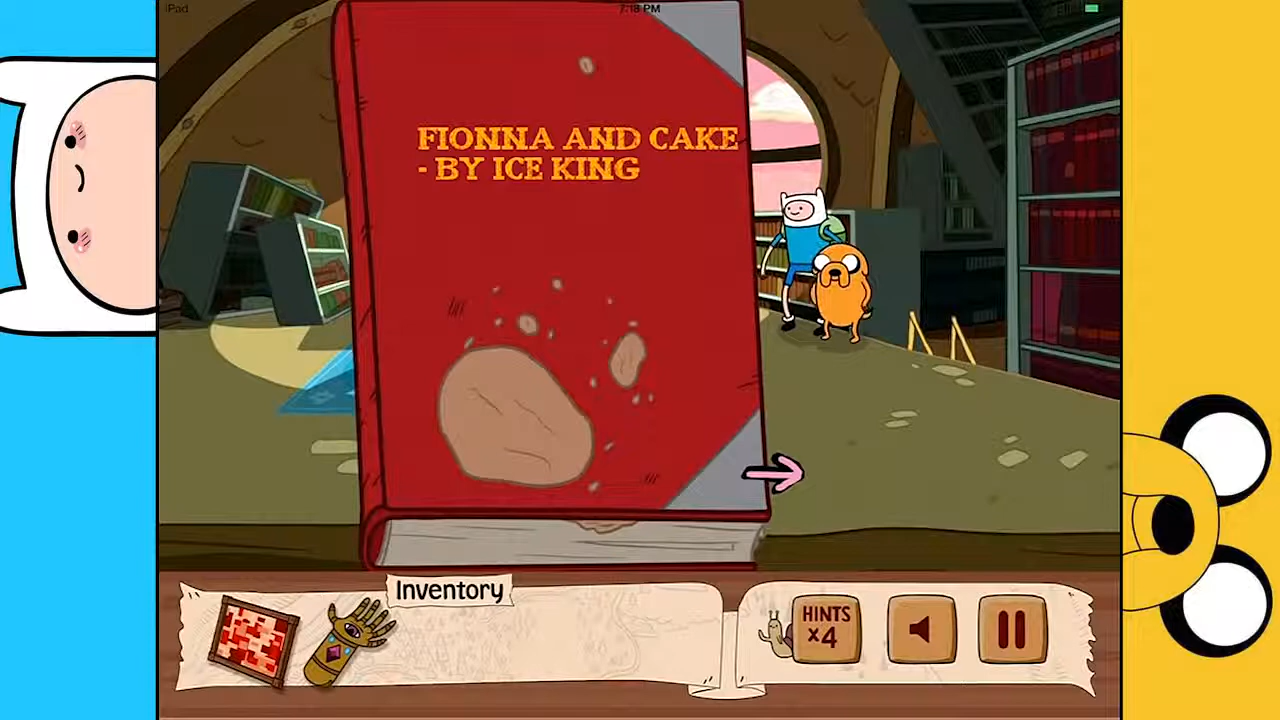 iPad
7:18 PM
FIONNA AND CAKE
- BY ICE KING
Inventory
HINTS
x4